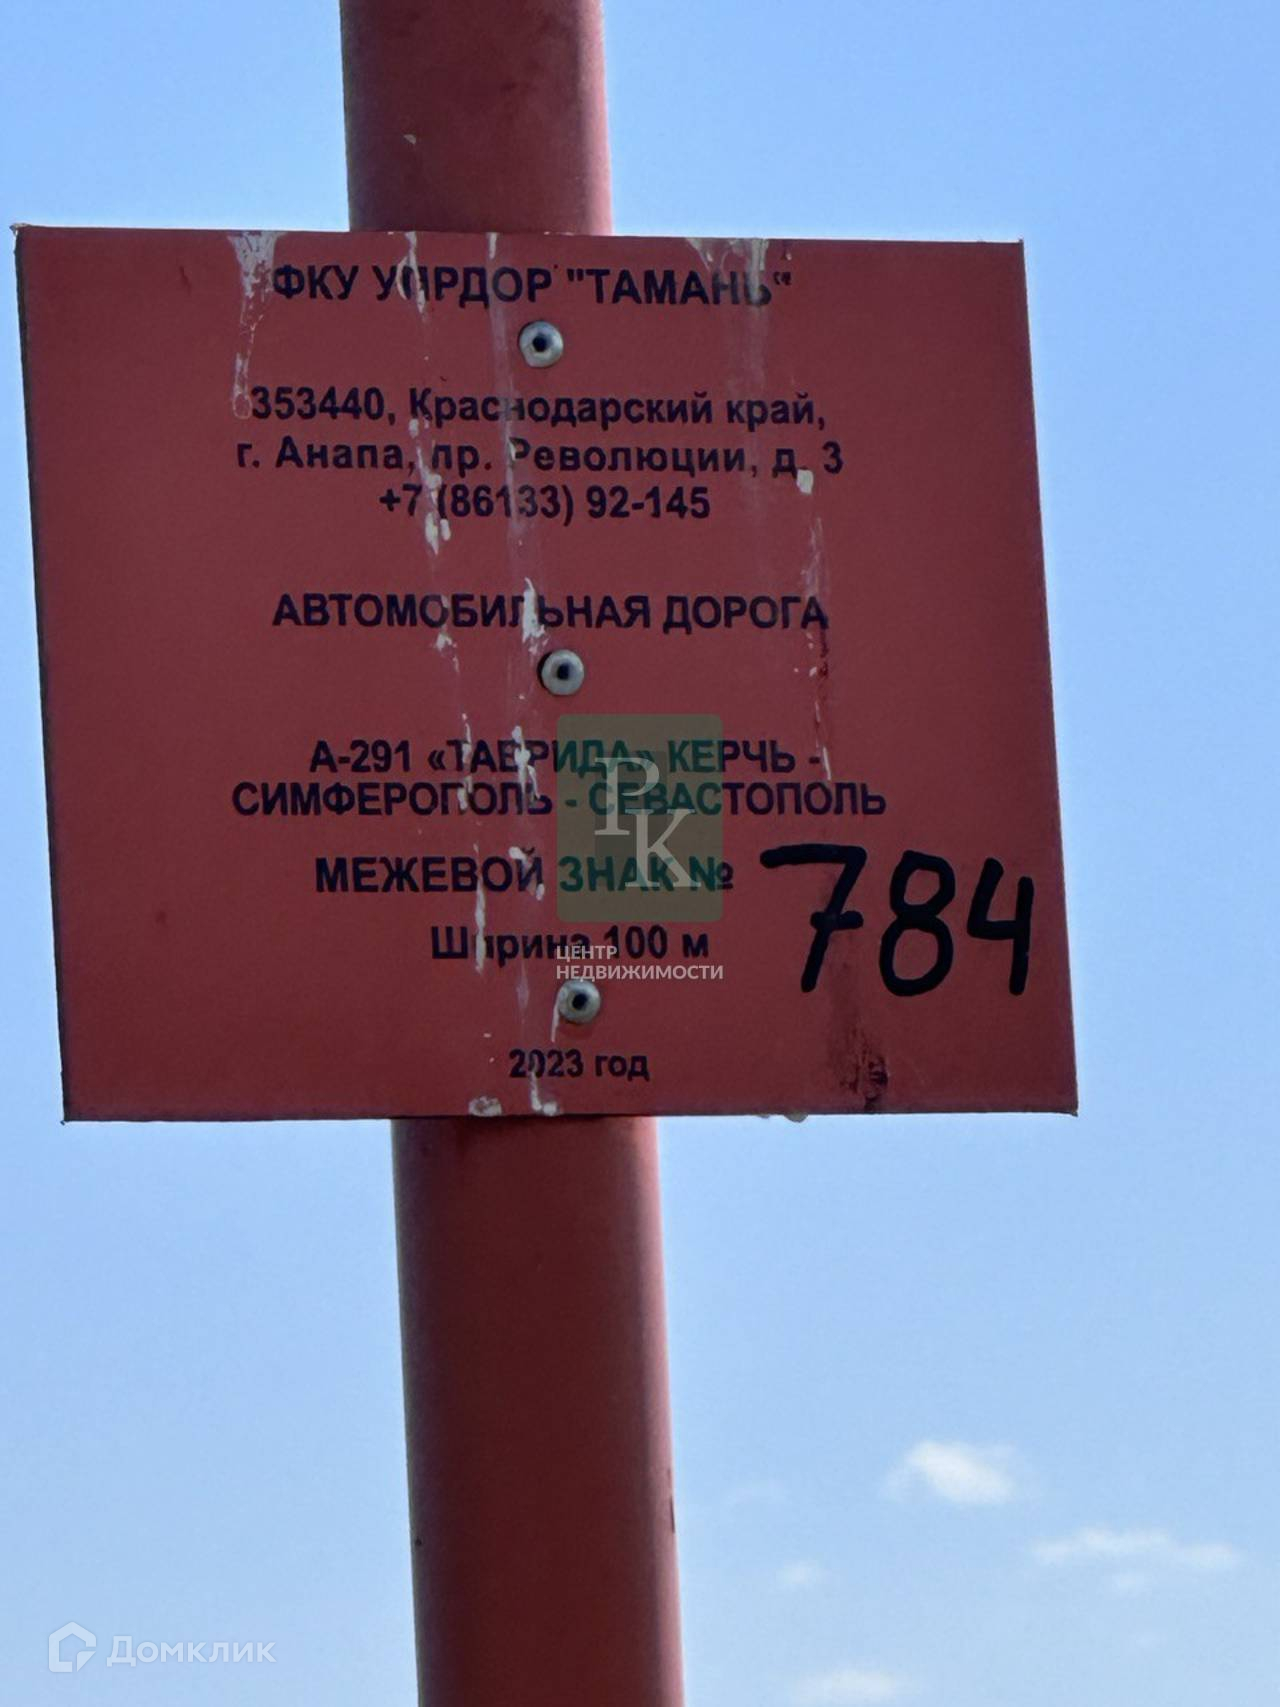 ФКУ УПРДОР "ТАМАНЬ"
353440, Краснодарский край,
г. Анапа, пр. Революции, д. 3
+7 (86133) 92-145
АВТОМОБИЛЬНАЯ ДОРОГА
А-291 «ТАВРИДА» КЕРЧЬ -
СИМФЕРОПОЛЬ - СЕВАСТОПОЛЬ
МЕЖЕВОЙ ЗНАК № 784
Ширина 100 м
2023 год
РК
ЦЕНТР
НЕДВИЖИМОСТИ
Домклик